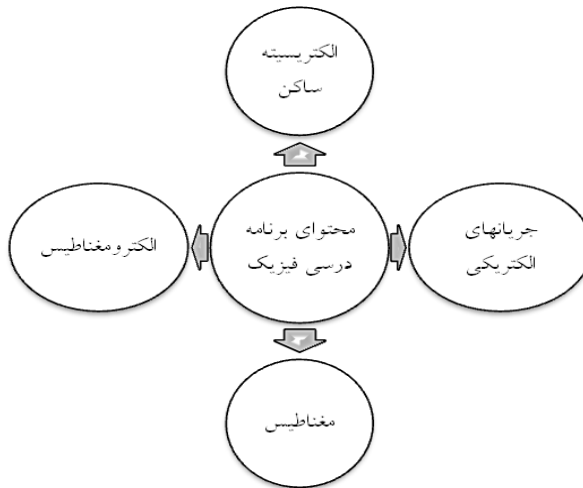 الکتریسیته
ساکن
جریانهای
الکتریکی
محتوای برنامه
درسی فیزیک
الکترومغناطیس
مغناطیس